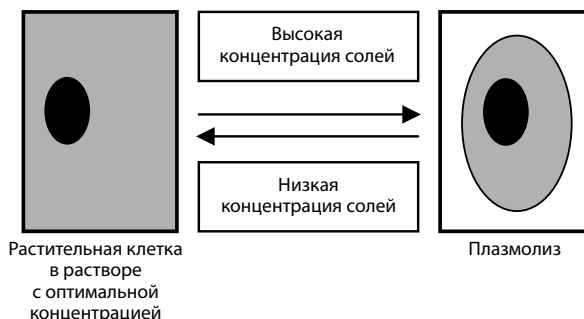 Высокая
концентрация солей
Низкая
концентрация солей
Растительная клетка
в растворе
с оптимальной
концентрацией
Плазмолиз